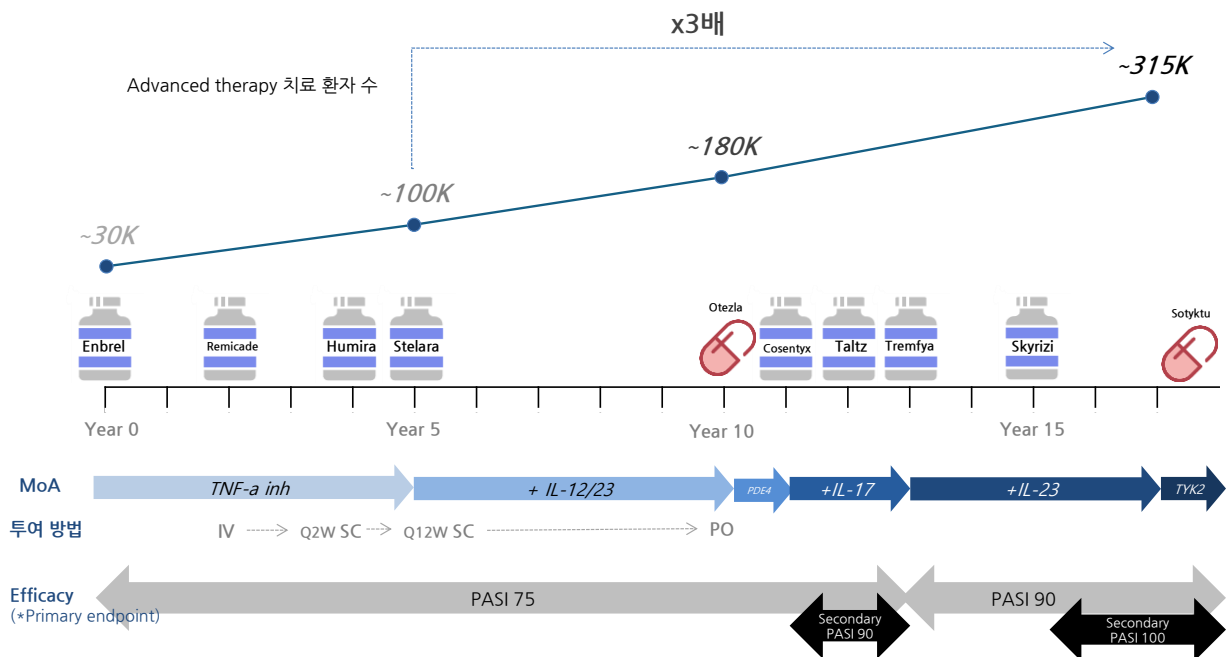 x3배
Advanced therapy 치료 환자 수
~315K
~180K
~100K
~30K
Otezla
Sotyktu
Enbrel
Remicade
Humira
Stelara
Cosentyx
Taltz
Tremfya
Skyrizi
Year 0
Year 5
Year 10
Year 15
MoA
TNF-a inh
+ IL-12/23
PDE4
+IL-17
+IL-23
TYK2
투여 방법
IV
Q2W SC
Q12W SC
PO
Efficacy
(*Primary endpoint)
PASI 75
PASI 90
Secondary
PASI 90
Secondary
PASI 100